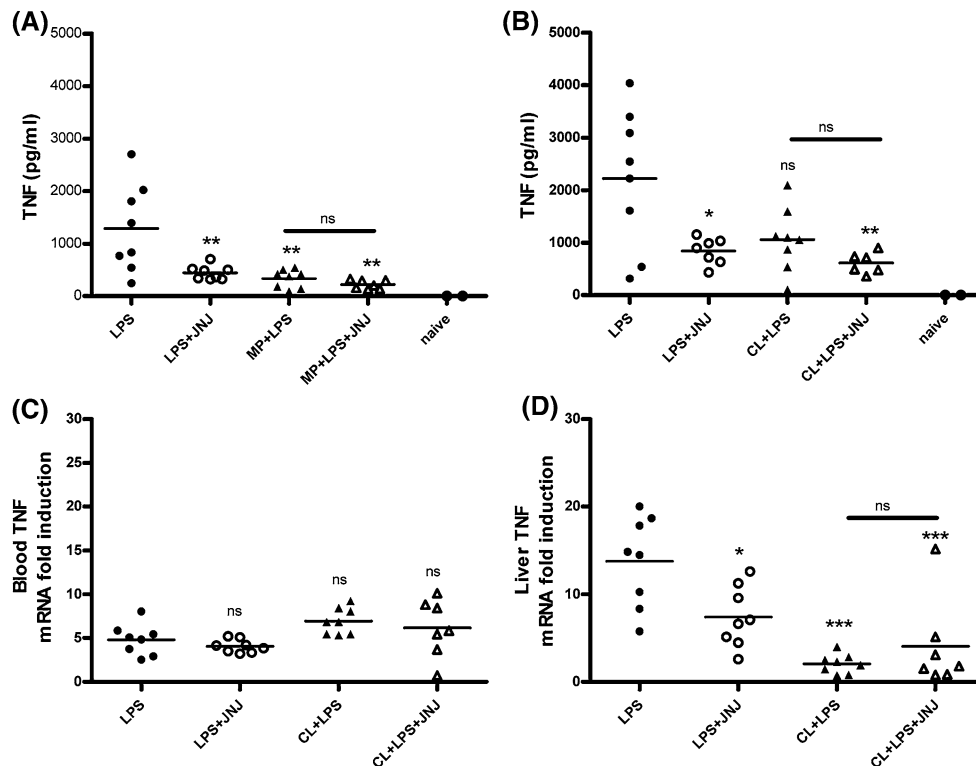 (A)
5000
4000
3000
2000
1000
0
TNF (pg/ml)
**
**
ns
**
LPS
LPS+JNJ
MP+LPS
MP+LPS+JNJ
naive
(B)
5000
4000
3000
2000
1000
0
TNF (pg/ml)
*
ns
ns
**
LPS
LPS+JNJ
CL+LPS
CL+LPS+JNJ
naive
(C)
30
25
20
15
10
5
0
Blood TNF
mRNA fold induction
ns
ns
ns
LPS
LPS+JNJ
CL+LPS
CL+LPS+JNJ
(D)
30
20
10
0
Liver TNF
mRNA fold induction
*
***
ns
***
LPS
LPS+JNJ
CL+LPS
CL+LPS+JNJ